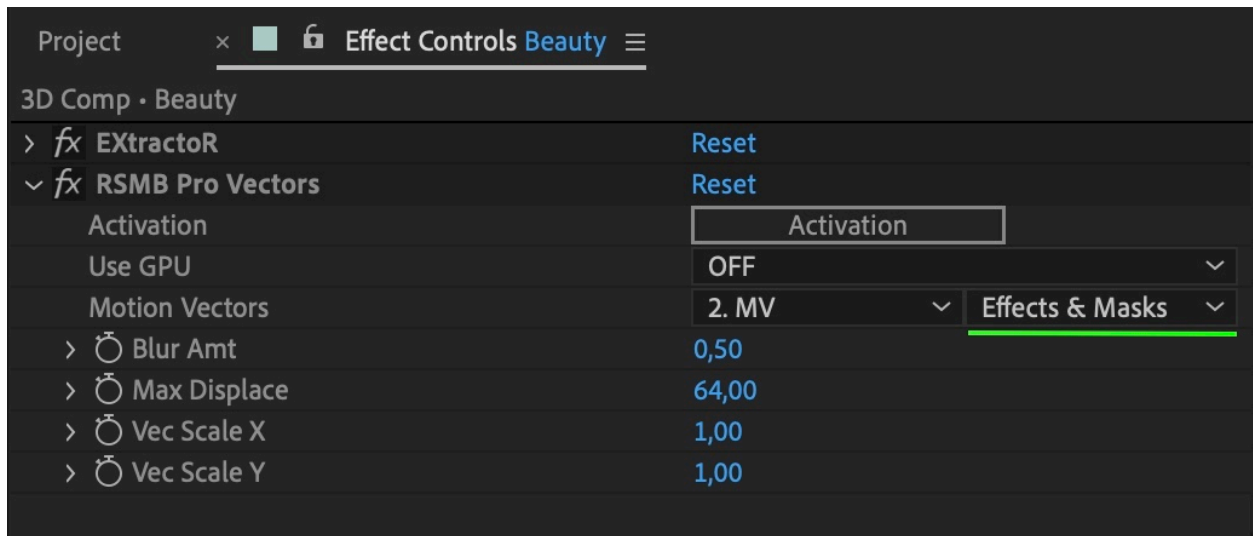 Project × Effect Controls Beauty
3D Comp • Beauty
fx EXtractoR Reset
fx RSMB Pro Vectors Reset
Activation Activation
Use GPU OFF
Motion Vectors 2. MV Effects & Masks
Blur Amt 0,50
Max Displace 64,00
Vec Scale X 1,00
Vec Scale Y 1,00